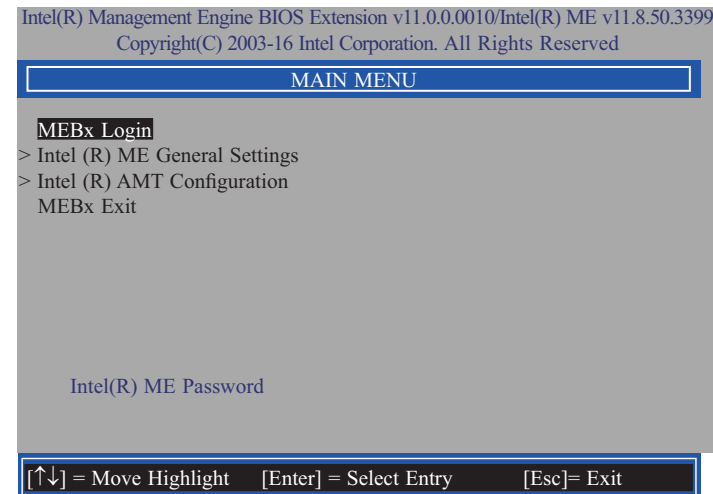 Intel(R) Management Engine BIOS Extension v11.0.0.0010/Intel(R) ME v11.8.50.3399
Copyright(C) 2003-16 Intel Corporation. All Rights Reserved
MAIN MENU
MEBx Login
> Intel (R) ME General Settings
> Intel (R) AMT Configuration
MEBx Exit
Intel(R) ME Password
[↑↓] = Move Highlight [Enter] = Select Entry [Esc]= Exit